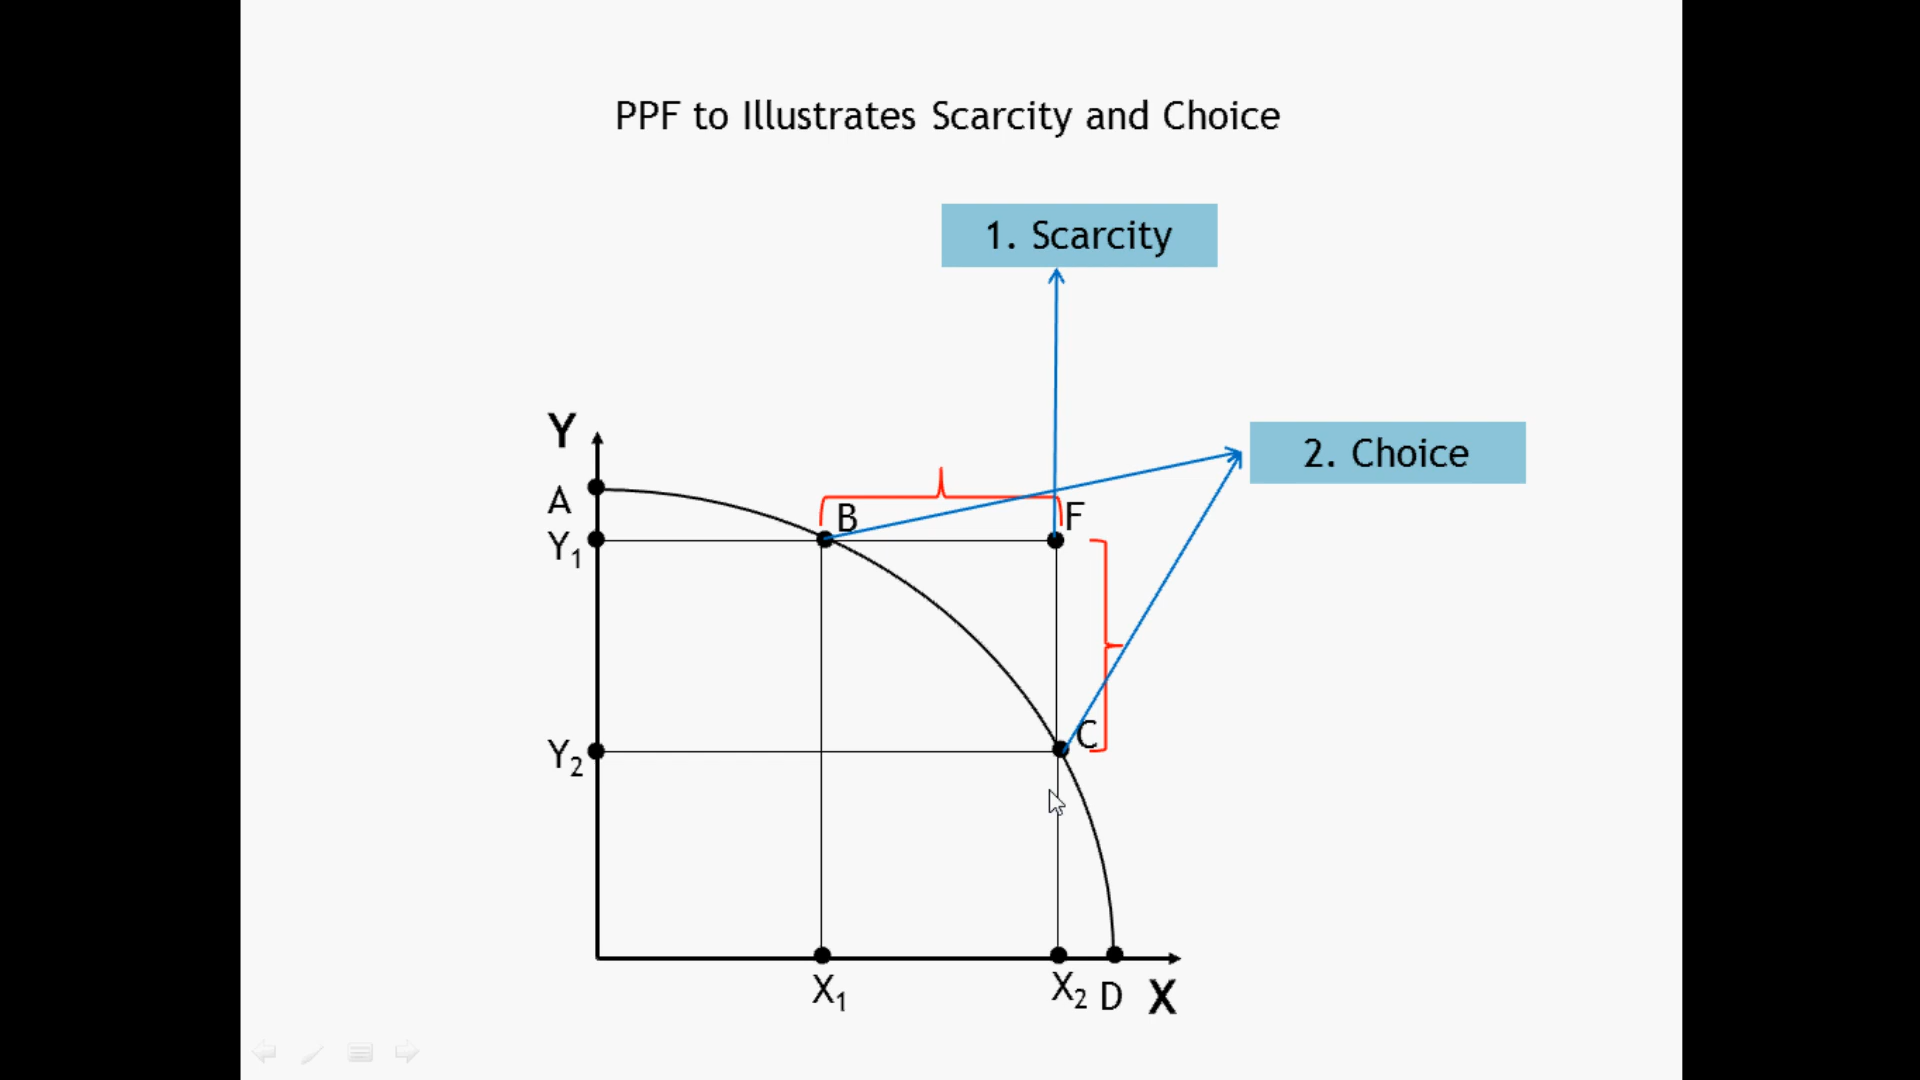 PPF to Illustrates Scarcity and Choice
1. Scarcity
2. Choice
Y
A
B
F
Y₁
C
Y₂
X₁
X₂
D
X